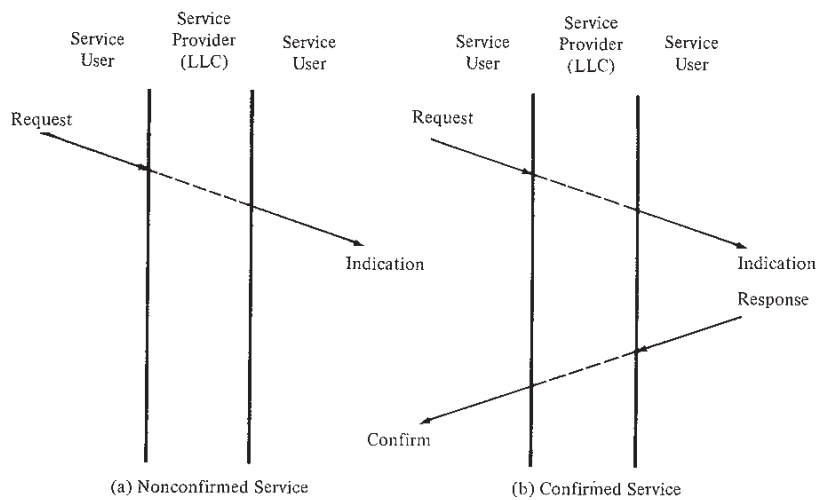 Service
User
Service
Provider
(LLC)
Service
User
Request
Indication
(a) Nonconfirmed Service
Service
User
Service
Provider
(LLC)
Service
User
Request
Indication
Response
Confirm
(b) Confirmed Service